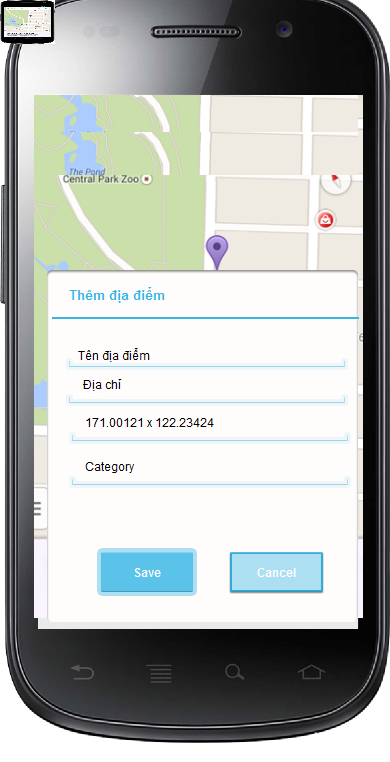 The Pond
Central Park Zoo
Thêm địa điểm
Tên địa điểm
Địa chỉ
171.00121 x 122.23424
Category
Save
Cancel